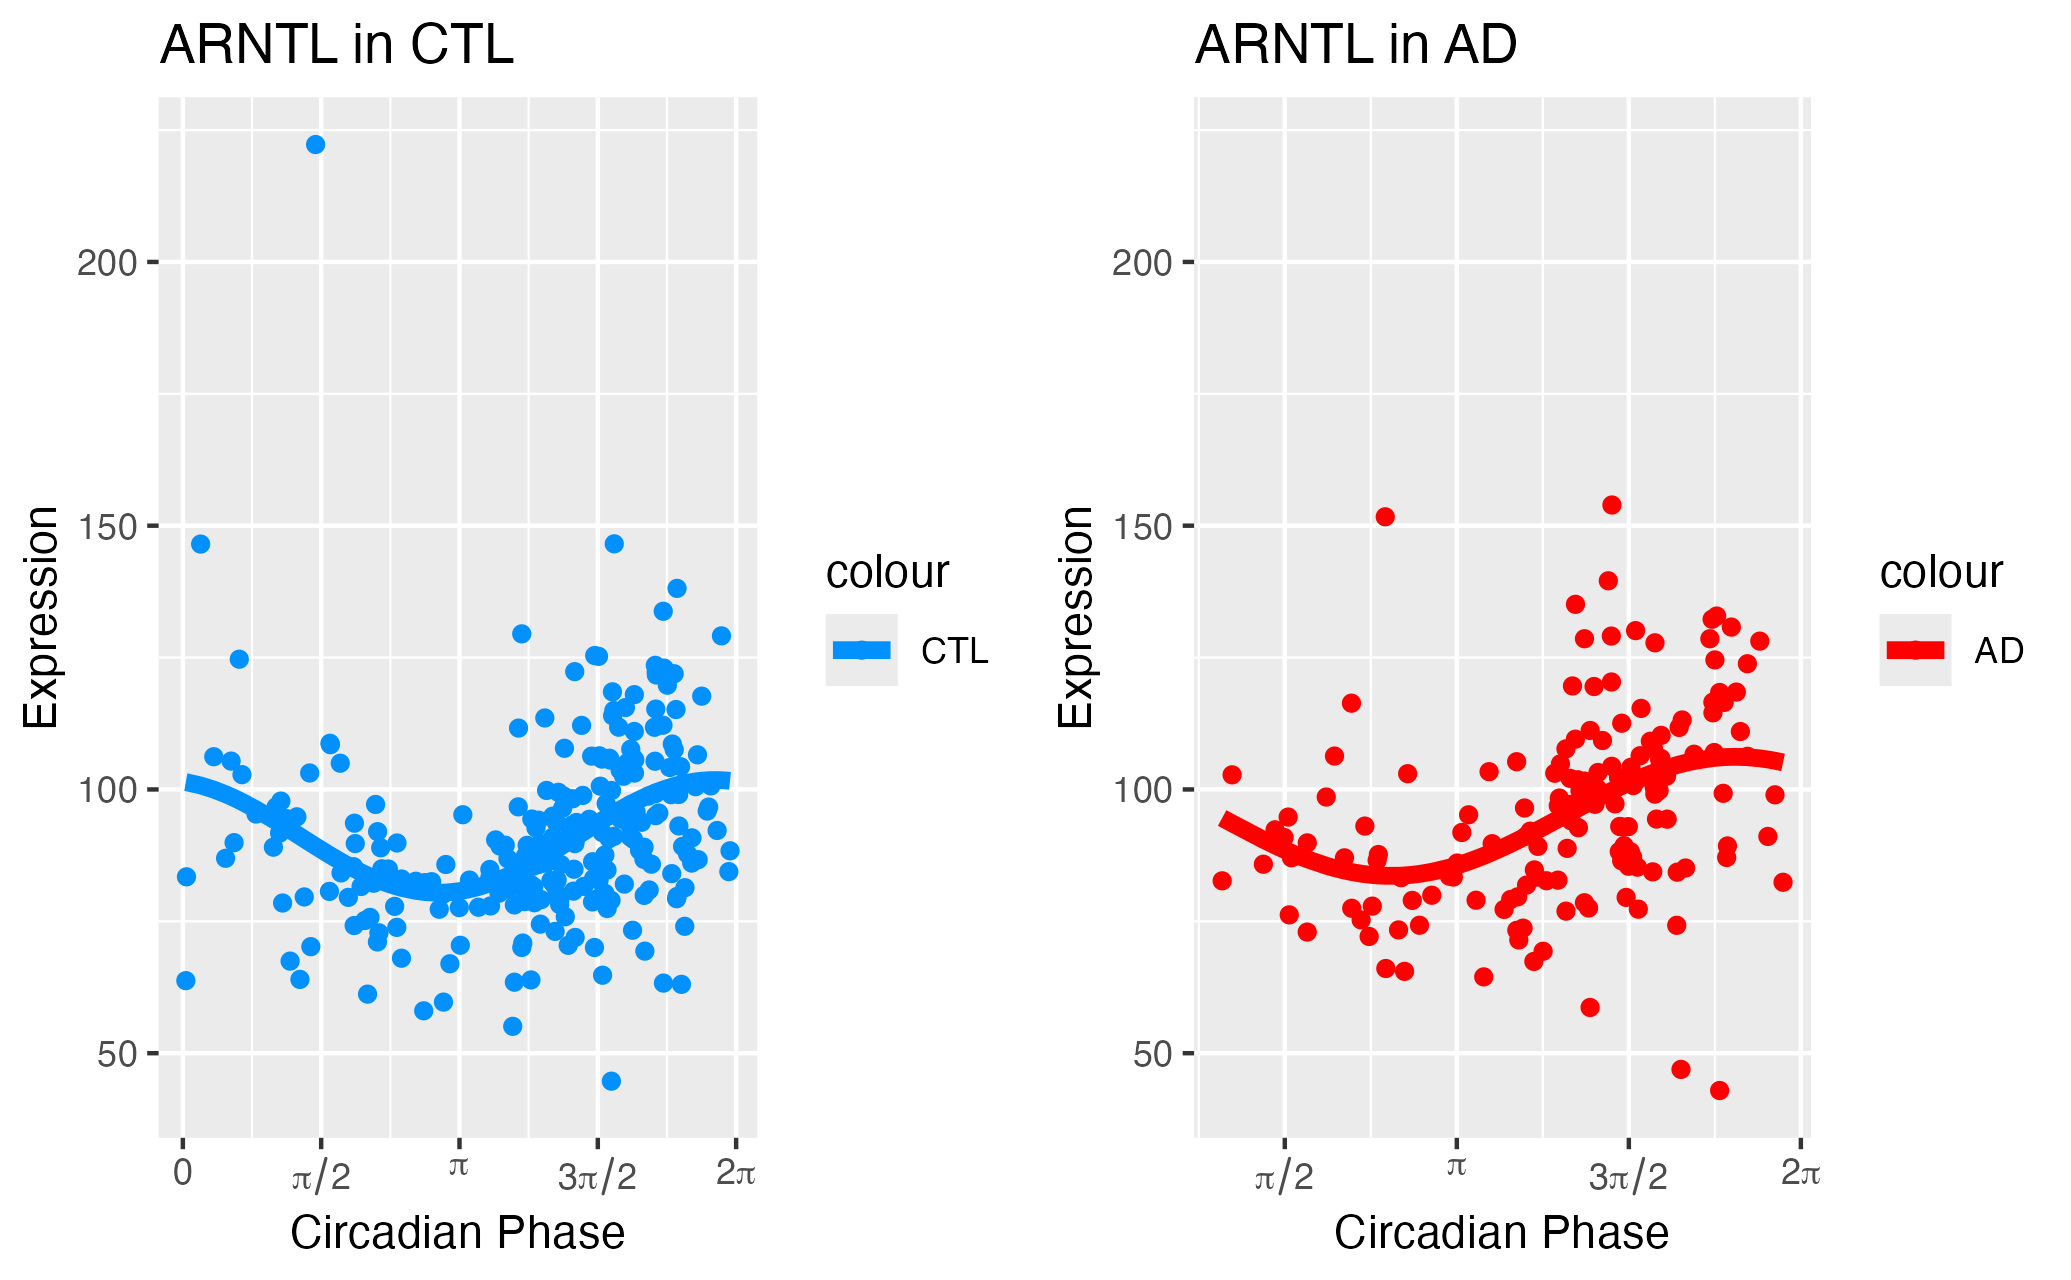 ARNTL in CTL
200
150
100
50
Expression
0
π/2
π
3π/2
2π
Circadian Phase
colour
CTL
ARNTL in AD
200
150
100
50
Expression
π/2
π
3π/2
2π
Circadian Phase
colour
AD